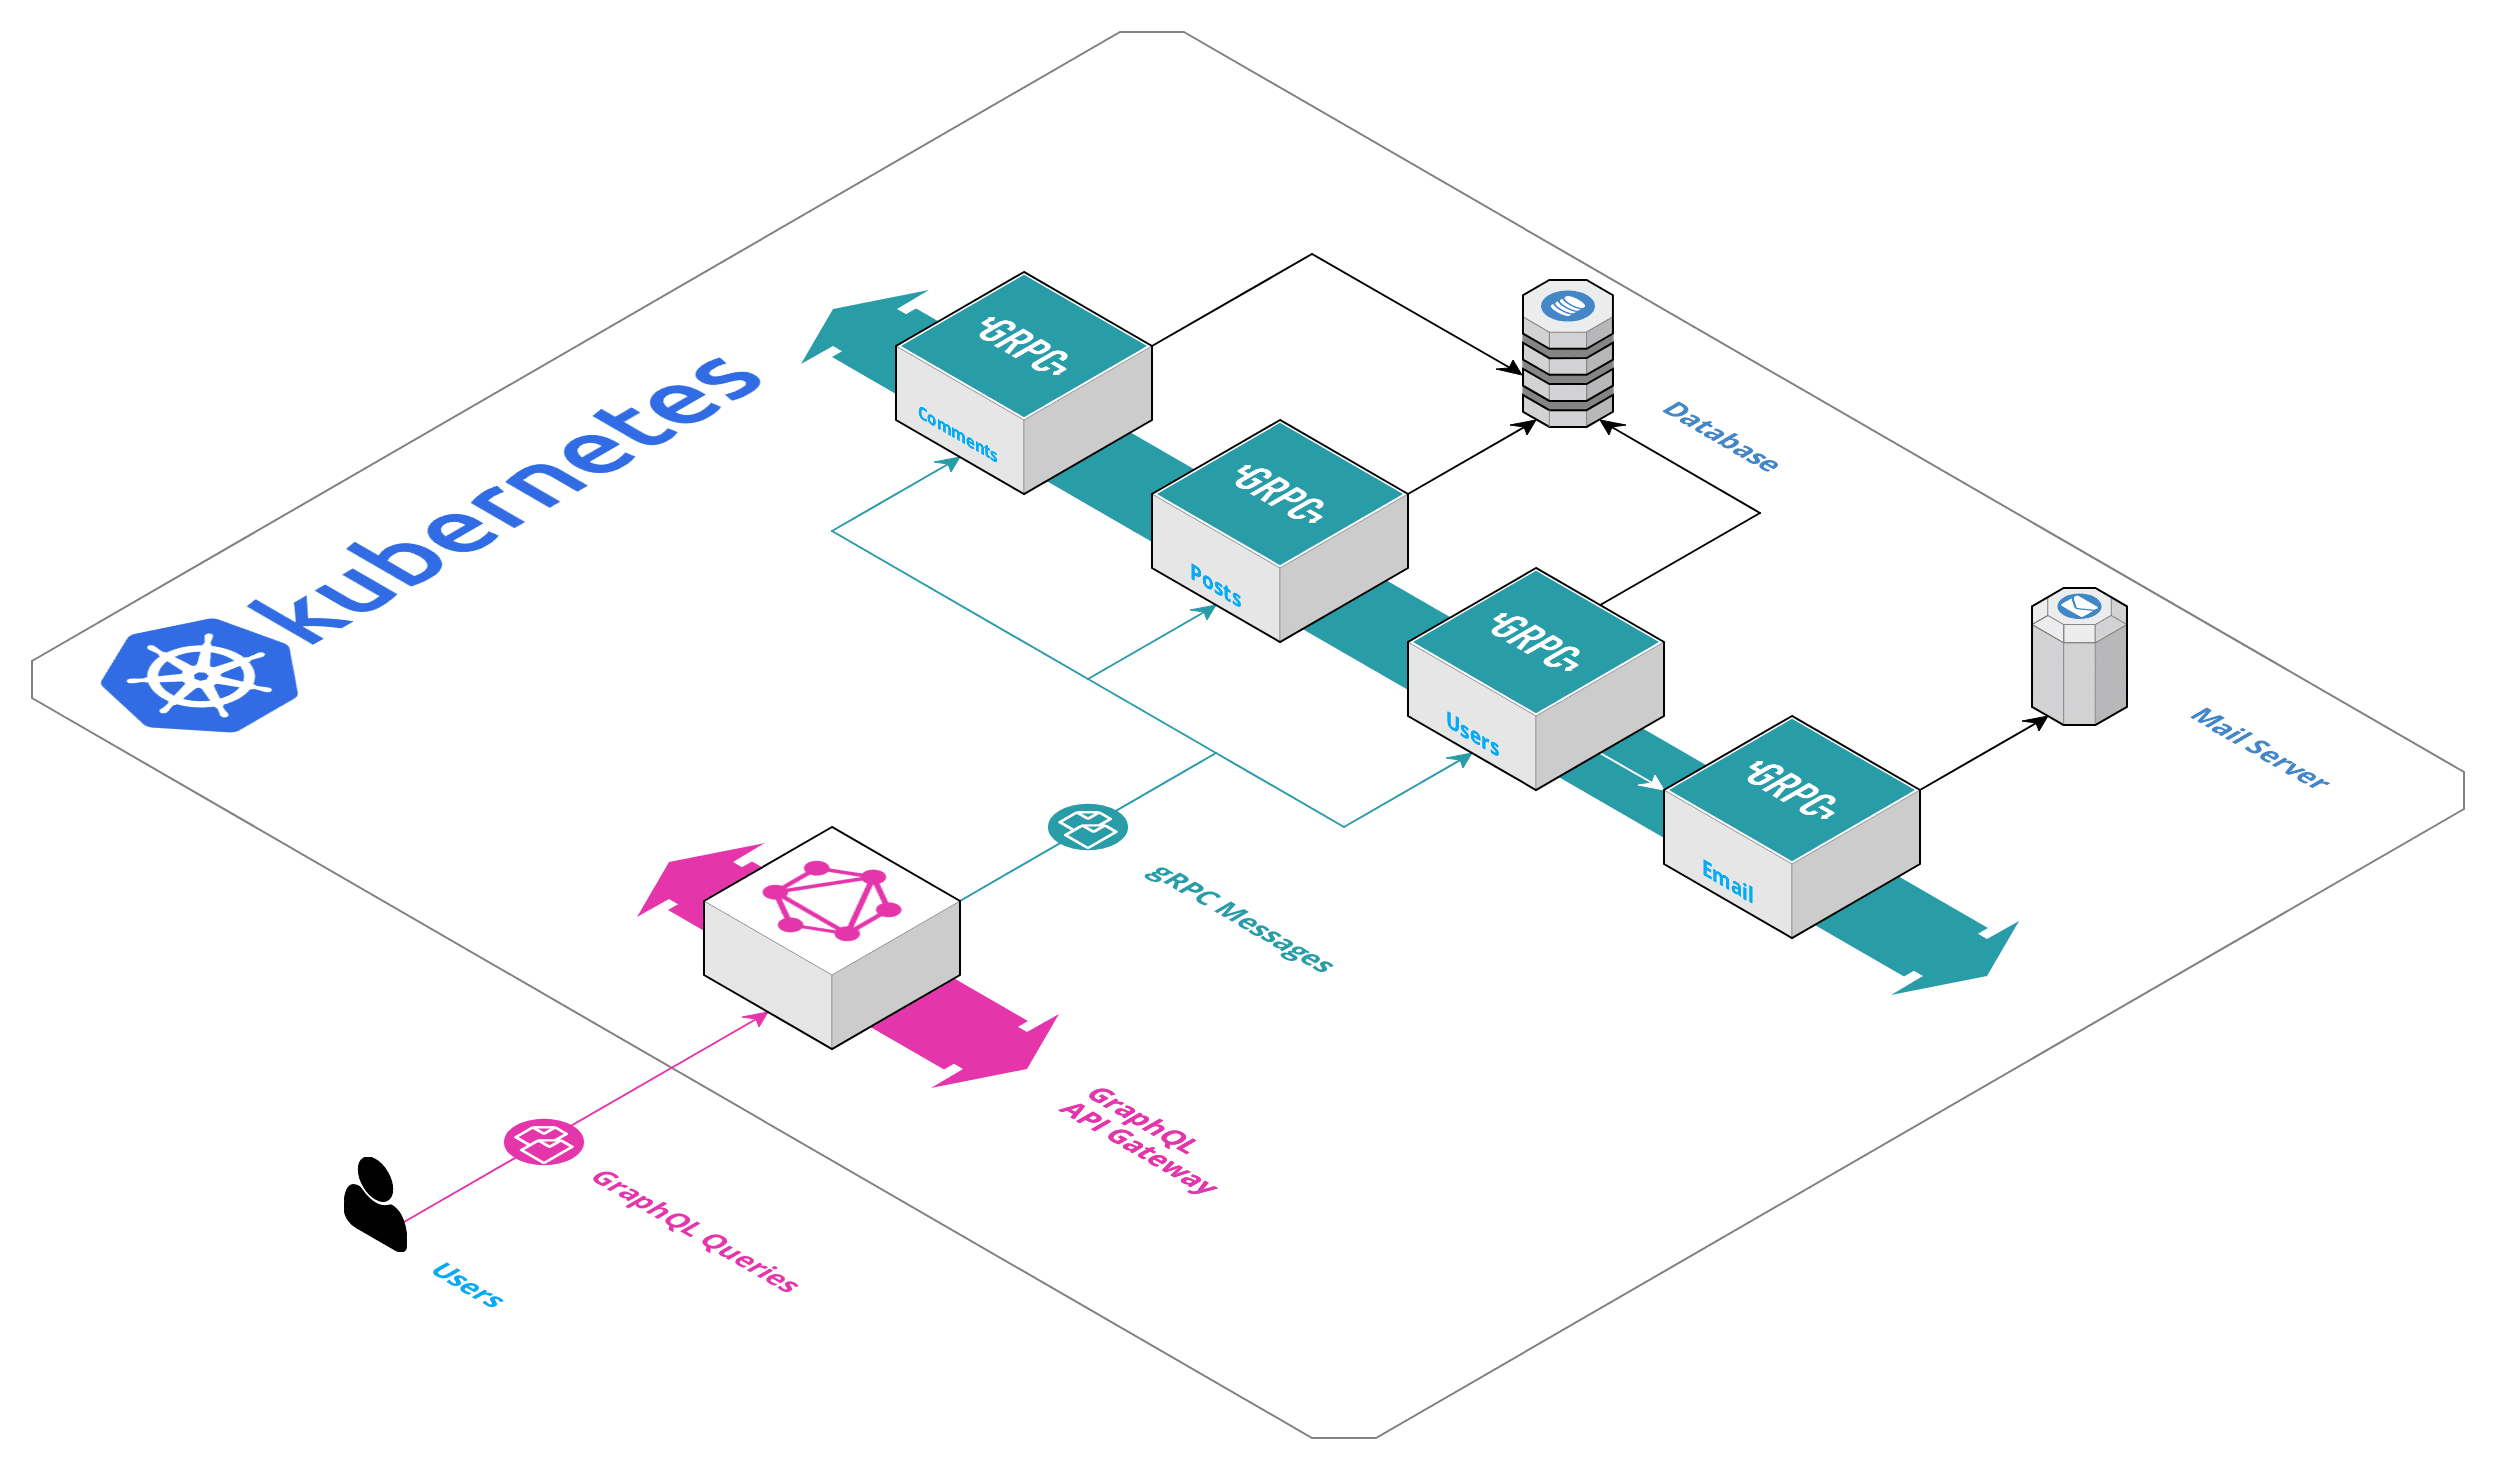 kubernetes
gRPC
Comments
gRPC
Posts
gRPC
Users
gRPC
Email
Database
Mail Server
gRPC Messages
GraphQL
API Gateway
GraphQL Queries
Users